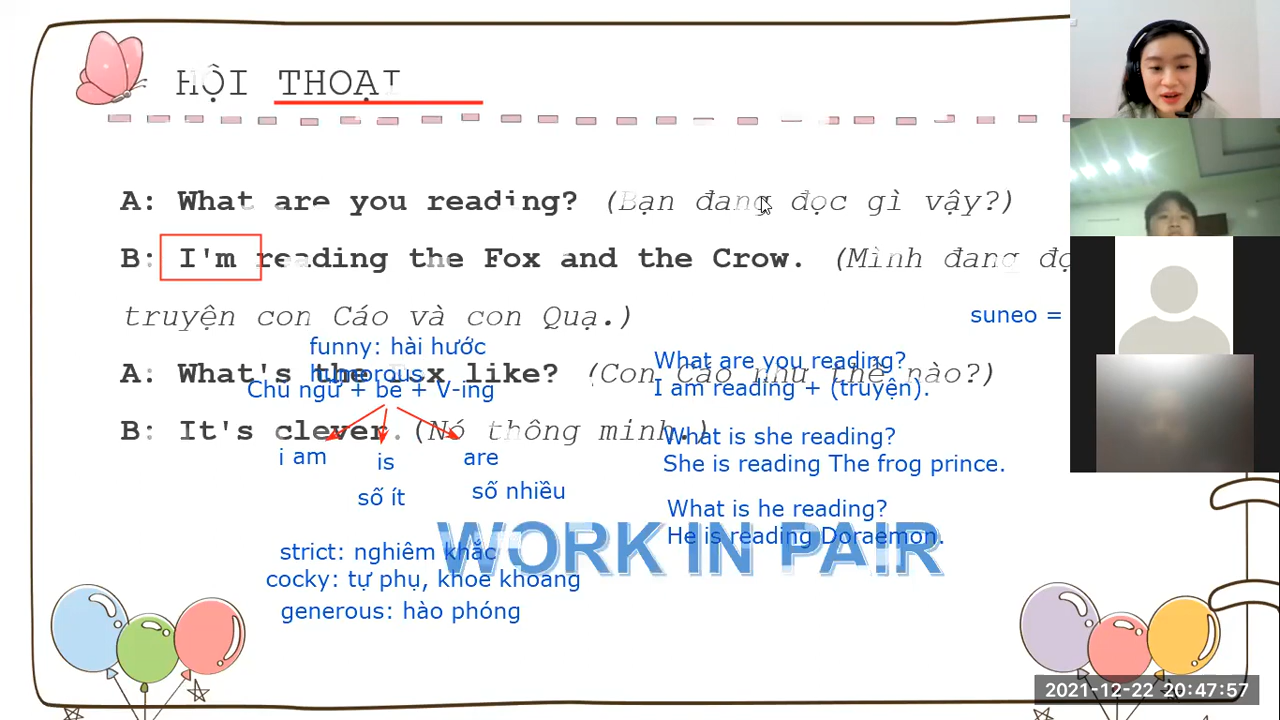 HỘI THOẠI
A: What are you reading? (Bạn đang đọc gì vậy?)
B: I'm reading the Fox and the Crow. (Mình đang
truyện con Cáo và con Quạ.)
suneo =
funny: hài hước
humorous
A: What's the Fox like? (Con Cáo như thế nào?)
Chủ ngữ + be + V-ing
B: It's clever. (Nó thông minh.)
i am
is
are
số ít
số nhiều
What are you reading?
I am reading + (truyện).
What is she reading?
She is reading The frog prince.
What is he reading?
He is reading Doraemon.
WORK IN PAIR
strict: nghiêm khắc
cocky: tự phụ, khoe khoang
generous: hào phóng
2021-12-22 20:47:57